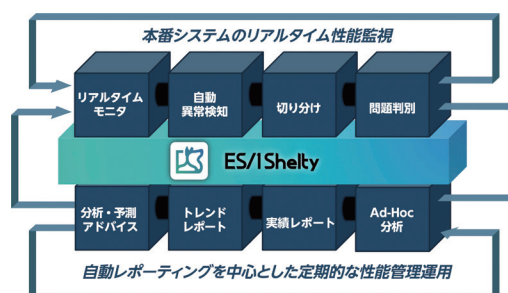 本番システムのリアルタイム性能監視
リアルタイム
モニタ
自動
異常検知
切り分け
問題判別
ES/1 Shelty
分析・予測
アドバイス
トレンド
レポート
実績レポート
Ad-Hoc
分析
自動レポーティングを中心とした定期的な性能管理運用